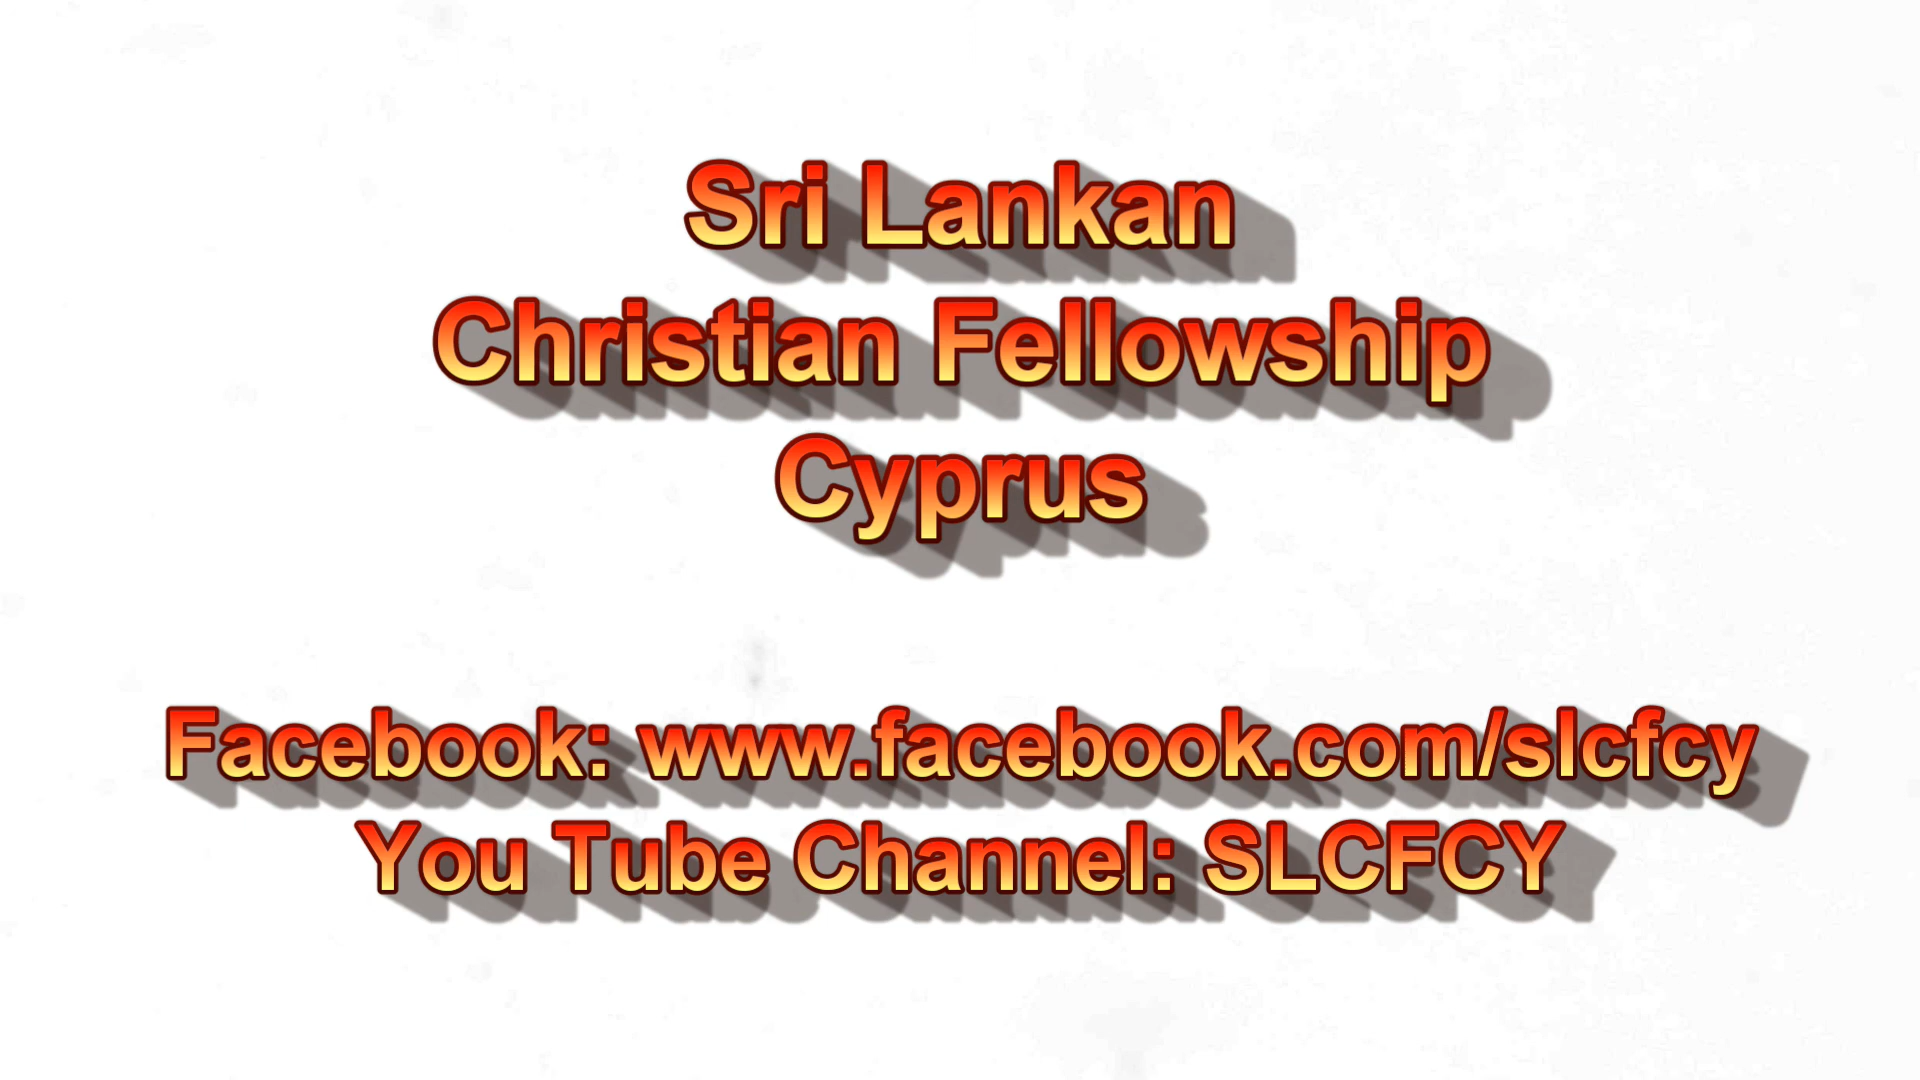 Sri Lankan
Christian Fellowship
Cyprus
Facebook: www.facebook.com/slcfcy
You Tube Channel: SLCFCY